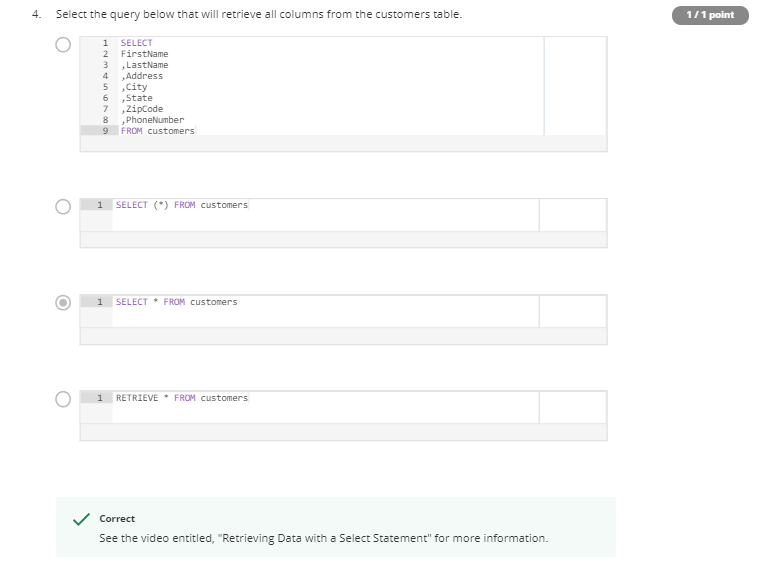 4. Select the query below that will retrieve all columns from the customers table.
1 / 1 point
1 SELECT
2 FirstName
3 ,LastName
4 ,Address
5 ,City
6 ,State
7 ,ZipCode
8 ,PhoneNumber
9 FROM customers
1 SELECT (*) FROM customers
1 SELECT * FROM customers
1 RETRIEVE * FROM customers
Correct
See the video entitled, "Retrieving Data with a Select Statement" for more information.